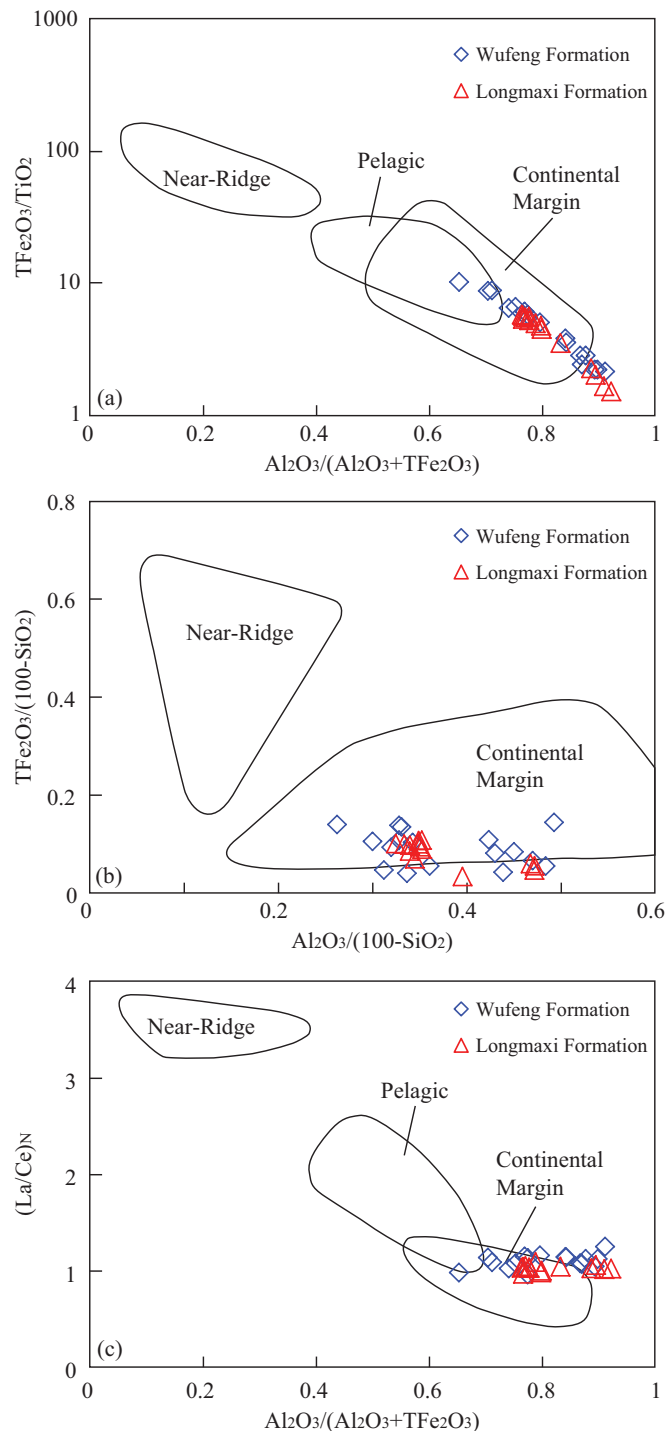 1000
Wufeng Formation
Longmaxi Formation
100
Pelagic
Near-Ridge
Continental
Margin
TFe2O3/TiO2
10
1
(a)
0
0.2
0.4
0.6
0.8
1
Al2O3/(Al2O3+TFe2O3)
0.8
Wufeng Formation
Longmaxi Formation
0.6
Near-Ridge
TFe2O3/(100-SiO2)
0.4
Continental
Margin
0.2
0
(b)
0
0.2
0.4
0.6
Al2O3/(100-SiO2)
4
Wufeng Formation
Near-Ridge
Longmaxi Formation
3
Pelagic
(La/Ce)N
2
Continental
Margin
1
0
(c)
0
0.2
0.4
0.6
0.8
1
Al2O3/(Al2O3+TFe2O3)